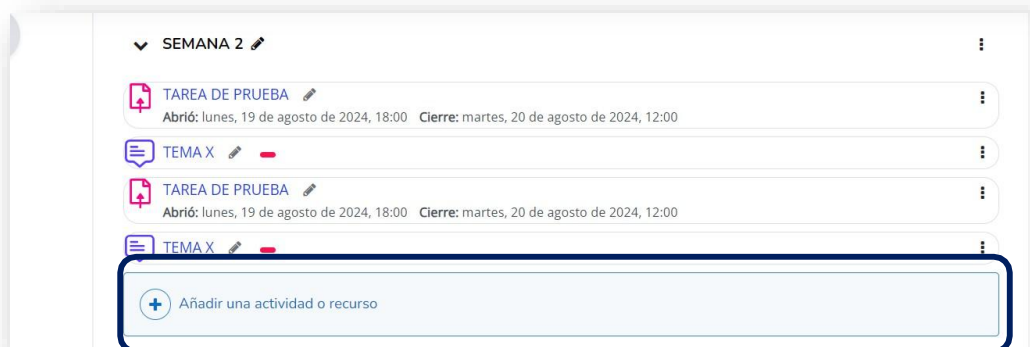 SEMANA 2
TAREA DE PRUEBA
Abrió: lunes, 19 de agosto de 2024, 18:00 Cierre: martes, 20 de agosto de 2024, 12:00
TEMA X
TAREA DE PRUEBA
Abrió: lunes, 19 de agosto de 2024, 18:00 Cierre: martes, 20 de agosto de 2024, 12:00
TEMA X
Añadir una actividad o recurso